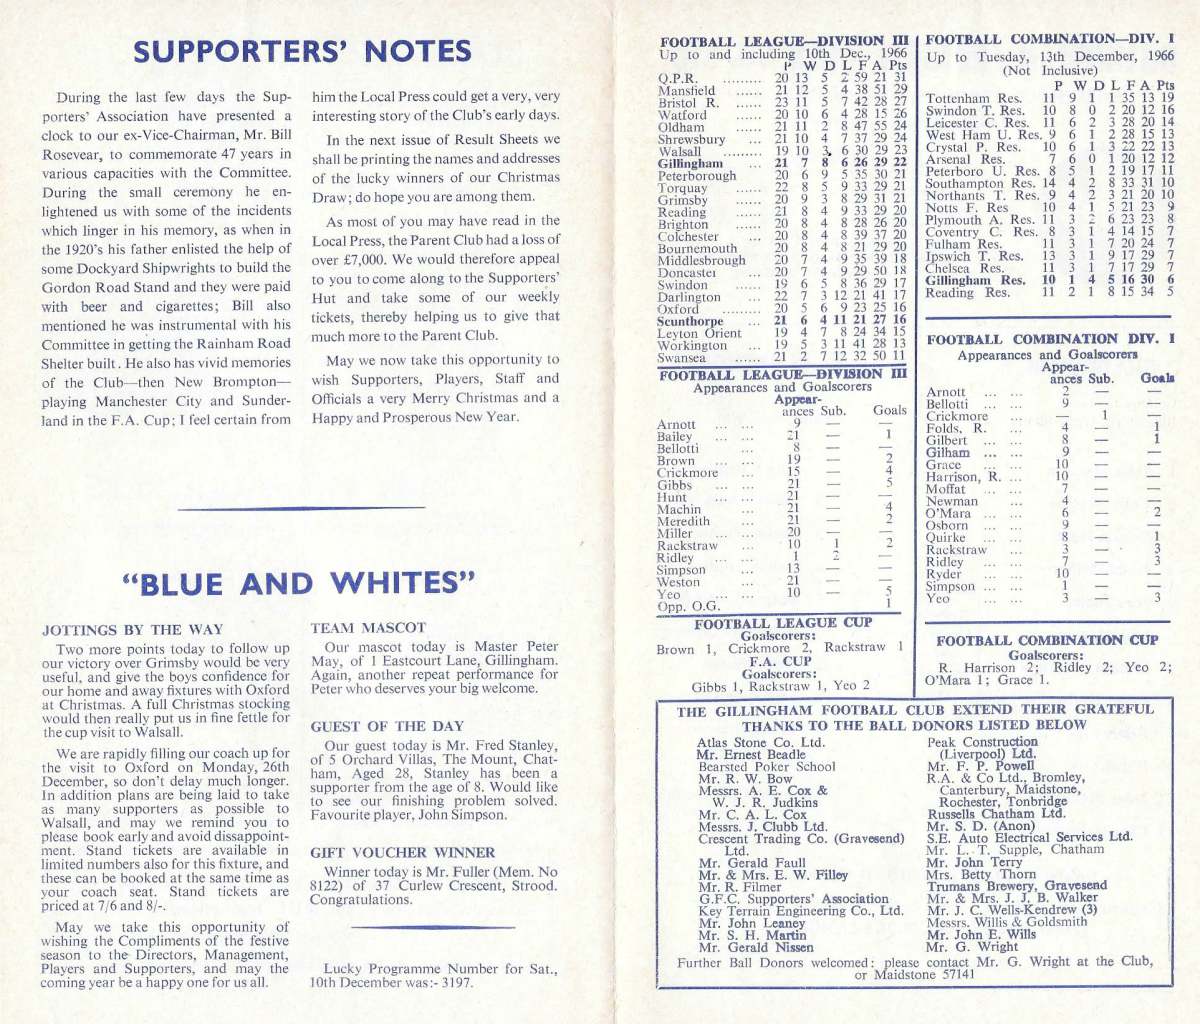 SUPPORTERS' NOTES
During the last few days the Sup-
porters' Association have presented a
clock to our ex-Vice-Chairman, Mr. Bill
Rosevear, to commemorate 47 years in
various capacities with the Committee.
During the small ceremony he en-
lightened us with some of the incidents
which linger in his memory, as when in
the 1920's his father enlisted the help of
some Dockyard Shipwrights to build the
Gordon Road Stand and they were paid
with beer and cigarettes; Bill also
mentioned he was instrumental with his
Committee in getting the Rainham Road
Shelter built. He also has vivid memories
of the Club—then New Brompton—
playing Manchester City and Sunder-
land in the F.A. Cup; I feel certain from
him the Local Press could get a very, very
interesting story of the Club's early days.
In the next issue of Result Sheets we
shall be printing the names and addresses
of the lucky winners of our Christmas
Draw; do hope you are among them.
As most of you may have read in the
Local Press, the Parent Club had a loss of
over £7,000. We would therefore appeal
to you to come along to the Supporters'
Hut and take some of our weekly
tickets, thereby helping us to give that
much more to the Parent Club.
May we now take this opportunity to
wish Supporters, Players, Staff and
Officials a very Merry Christmas and a
Happy and Prosperous New Year.
"BLUE AND WHITES"
JOTTINGS BY THE WAY
Two more points today to follow up
our victory over Grimsby would be very
useful, and give the boys confidence for
our home and away fixtures with Oxford
at Christmas. A full Christmas stocking
would then really put us in fine fettle for
the cup visit to Walsall.
We are rapidly filling our coach up for
the visit to Oxford on Monday, 26th
December, so don't delay much longer.
In addition plans are being laid to take
as many supporters as possible to
Walsall, and may we remind you to
please book early and avoid disappoint-
ment. Stand tickets are available in
limited numbers also for this fixture, and
these can be booked at the same time as
your coach seat. Stand tickets are
priced at 7/6 and 8/-.
May we take this opportunity of
wishing the Compliments of the festive
season to the Directors, Management,
Players and Supporters, and may the
coming year be a happy one for us all.
TEAM MASCOT
Our mascot today is Master Peter
May, of 1 Eastcourt Lane, Gillingham.
Again, another repeat performance for
Peter who deserves your big welcome.
GUEST OF THE DAY
Our guest today is Mr. Fred Stanley,
of 5 Orchard Villas, The Mount, Chat-
ham, Aged 28, Stanley has been a
supporter from the age of 8. Would like
to see our finishing problem solved.
Favourite player, John Simpson.
GIFT VOUCHER WINNER
Winner today is Mr. Fuller (Mem. No
8122) of 37 Curlew Crescent, Strood.
Congratulations.
Lucky Programme Number for Sat.,
10th December was:- 3197.
FOOTBALL LEAGUE—DIVISION III
Up to and including 10th Dec., 1966
P W D L F A Pts
Q.P.R. ......... 20 13 5 2 59 21 31
Mansfield ...... 21 12 5 4 38 51 29
Bristol R. ...... 23 11 5 7 42 28 27
Watford ...... 20 10 6 4 28 15 26
Oldham ...... 21 11 2 8 47 55 24
Shrewsbury ... 21 10 4 7 37 29 24
Walsall ......... 19 10 3 6 30 29 23
Gillingham ... 21 7 8 6 26 29 22
Peterborough 20 6 9 5 35 30 21
Torquay ...... 22 8 5 9 33 29 21
Grimsby ...... 20 9 3 8 29 31 21
Reading ...... 21 8 4 9 33 29 20
Brighton ...... 20 8 4 8 28 26 20
Colchester ... 20 8 4 8 39 37 20
Bournemouth 20 8 4 8 21 29 20
Middlesbrough 20 7 4 9 35 39 18
Doncaster ... 20 7 4 9 29 50 18
Swindon ...... 19 6 5 8 36 29 17
Darlington ... 22 7 3 12 21 41 17
Oxford ......... 20 5 6 9 23 25 16
Scunthorpe ... 21 6 4 11 21 27 16
Leyton Orient 19 4 7 8 24 34 15
Workington ... 19 5 3 11 41 28 13
Swansea ...... 21 2 7 12 32 50 11
FOOTBALL LEAGUE—DIVISION III
Appearances and Goalscorers
Appear-
ances Sub. Goals
Arnott ... ... 9 — —
Bailey ... ... 21 — 1
Bellotti ... 8 — —
Brown ... ... 19 — 2
Crickmore ... 15 — 4
Gibbs ... ... 21 — 5
Hunt ... ... 21 — —
Machin ... 21 — 4
Meredith ... 21 — 2
Miller ... ... 20 — —
Rackstraw ... 10 1 2
Ridley ... ... 1 2 —
Simpson ... 13 — —
Weston ... 21 — —
Yeo ... ... 10 — 5
Opp. O.G. 1
FOOTBALL LEAGUE CUP
Goalscorers:
Brown 1, Crickmore 2, Rackstraw 1
F.A. CUP
Goalscorers:
Gibbs 1, Rackstraw 1, Yeo 2
FOOTBALL COMBINATION—DIV. I
Up to Tuesday, 13th December, 1966
(Not Inclusive)
P W D L F A Pts
Tottenham Res. 11 9 1 1 35 13 19
Swindon T. Res. 10 8 0 2 20 12 16
Leicester C. Res. 11 6 2 3 28 20 14
West Ham U. Res. 9 6 1 2 28 15 13
Crystal P. Res. 10 6 1 3 22 22 13
Arsenal Res. 7 6 0 1 20 12 12
Peterboro U. Res. 8 5 1 2 19 17 11
Southampton Res. 14 4 2 8 33 31 10
Northants T. Res. 9 4 2 3 21 20 10
Notts F. Res 10 4 1 5 21 23 9
Plymouth A. Res. 11 3 2 6 23 23 8
Coventry C. Res. 8 3 1 4 14 15 7
Fulham Res. 11 3 1 7 20 24 7
Ipswich T. Res. 13 3 1 9 17 29 7
Chelsea Res. 11 3 1 7 17 29 7
Gillingham Res. 10 1 4 5 16 30 6
Reading Res. 11 2 1 8 15 34 5
FOOTBALL COMBINATION DIV. I
Appearances and Goalscorers
Appear-
ances Sub. Goals
Arnott ... ... 2 — —
Bellotti ... ... 9 — —
Crickmore ... — 1 —
Folds, R. ... 4 — 1
Gilbert ... ... 8 — 1
Gilham ... ... 9 — —
Grace ... ... 10 — —
Harrison, R. ... 10 — —
Moffat ... ... 7 — —
Newman ... 4 — —
O'Mara ... ... 6 — 2
Osborn ... ... 9 — —
Quirke ... ... 8 — 1
Rackstraw ... 3 — 3
Ridley ... ... 7 — 3
Ryder ... ... 10 — —
Simpson ... ... 1 — —
Yeo ... ... 3 — 3
FOOTBALL COMBINATION CUP
Goalscorers:
R. Harrison 2; Ridley 2; Yeo 2;
O'Mara 1; Grace 1.
THE GILLINGHAM FOOTBALL CLUB EXTEND THEIR GRATEFUL
THANKS TO THE BALL DONORS LISTED BELOW
Atlas Stone Co. Ltd.
Mr. Ernest Beadle
Bearsted Poker School
Mr. R. W. Bow
Messrs. A. E. Cox &
W. J. R. Judkins
Mr. C. A. L. Cox
Messrs. J. Clubb Ltd.
Crescent Trading Co. (Gravesend)
Ltd.
Mr. Gerald Faull
Mr. & Mrs. E. W. Filley
Mr. R. Filmer
G.F.C. Supporters' Association
Key Terrain Engineering Co., Ltd.
Mr. John Leaney
Mr. S. H. Martin
Mr. Gerald Nissen
Peak Construction
(Liverpool) Ltd.
Mr. F. P. Powell
R.A. & Co Ltd., Bromley,
Canterbury, Maidstone,
Rochester, Tonbridge
Russells Chatham Ltd.
Mr. S. D. (Anon)
S.E. Auto Electrical Services Ltd.
Mr. L. T. Supple, Chatham
Mr. John Terry
Mrs. Betty Thorn
Trumans Brewery, Gravesend
Mr. & Mrs. J. J. B. Walker
Mr. J. C. Wells-Kendrew (3)
Messrs. Willis & Goldsmith
Mr. John E. Wills
Mr. G. Wright
Further Ball Donors welcomed: please contact Mr. G. Wright at the Club,
or Maidstone 57141